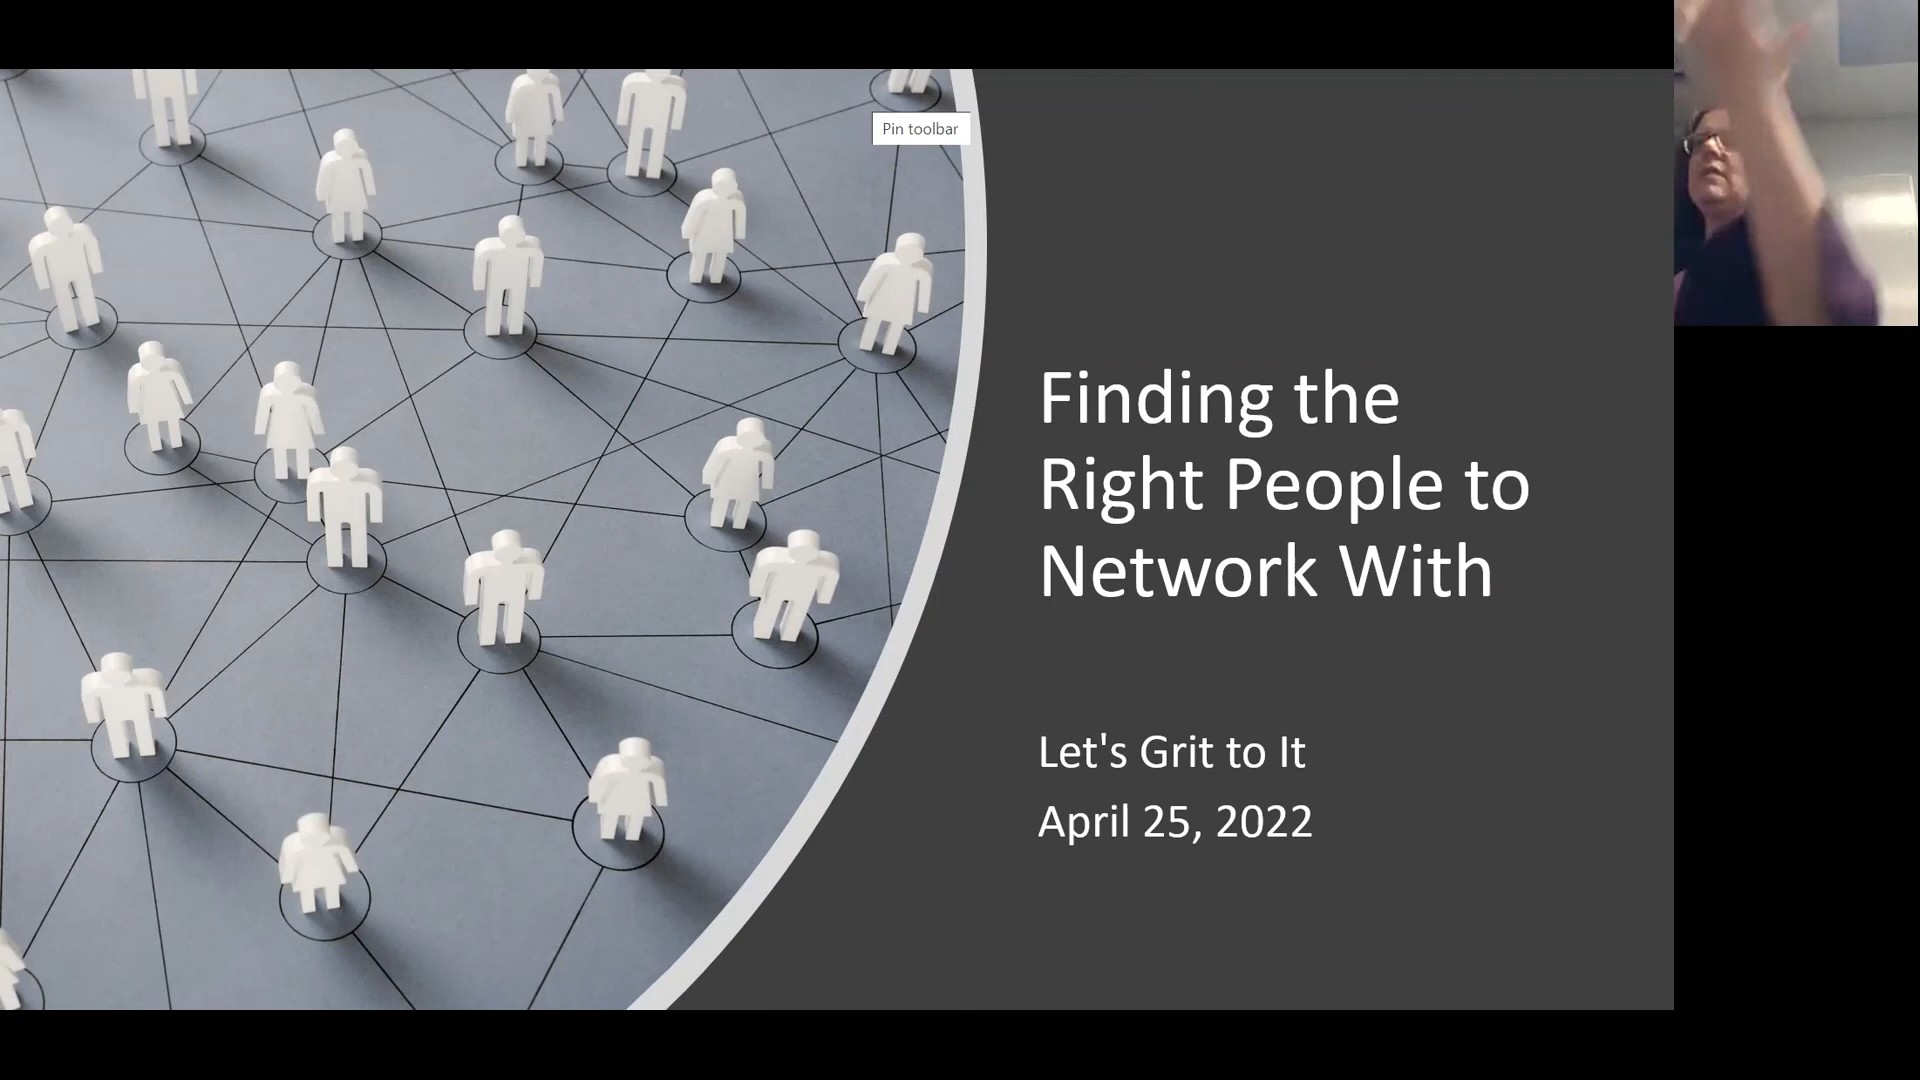 Pin toolbar
Finding the
Right People to
Network With
Let's Grit to It
April 25, 2022